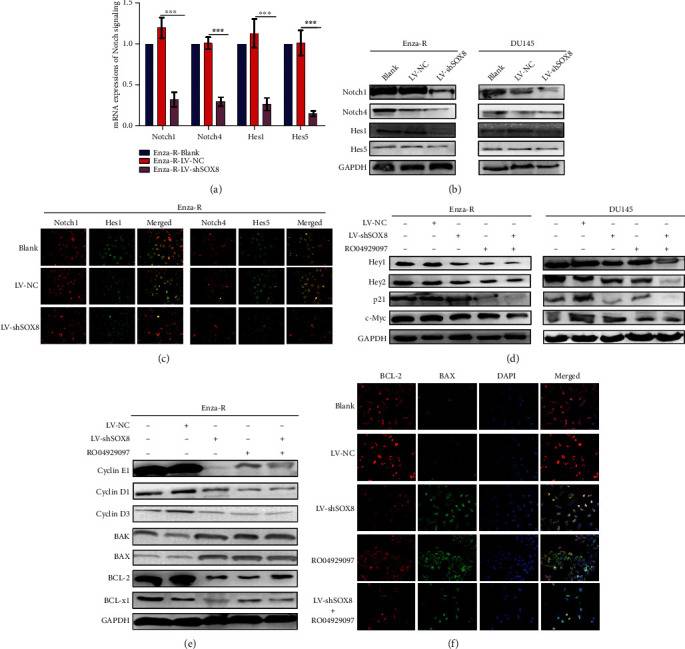 mRNA expressions of Notch signaling
1.5
1.0
0.5
0.0
*** *** *** ***
Notch1 Notch4 Hes1 Hes5
Enza-R-Blank
Enza-R-LV-NC
Enza-R-LV-shSOX8
(a)
Enza-R DU145
Blank LV-NC LV-shSOX8 Blank LV-NC LV-shSOX8
Notch1
Notch4
Hes1
Hes5
GAPDH
(b)
Enza-R
Notch1 Hes1 Merged Notch4 Hes5 Merged
Blank
LV-NC
LV-shSOX8
(c)
Enza-R DU145
LV-NC – + – – – – + – – –
LV-shSOX8 – – + – + – – + – +
RO04929097 – – – + + – – – + +
Hey1
Hey2
p21
c-Myc
GAPDH
(d)
Enza-R
LV-NC – + – – –
LV-shSOX8 – – + – +
RO04929097 – – – + +
Cyclin E1
Cyclin D1
Cyclin D3
BAK
BAX
BCL-2
BCL-x1
GAPDH
(e)
BCL-2 BAX DAPI Merged
Blank
LV-NC
LV-shSOX8
RO04929097
LV-shSOX8
+
RO04929097
(f)